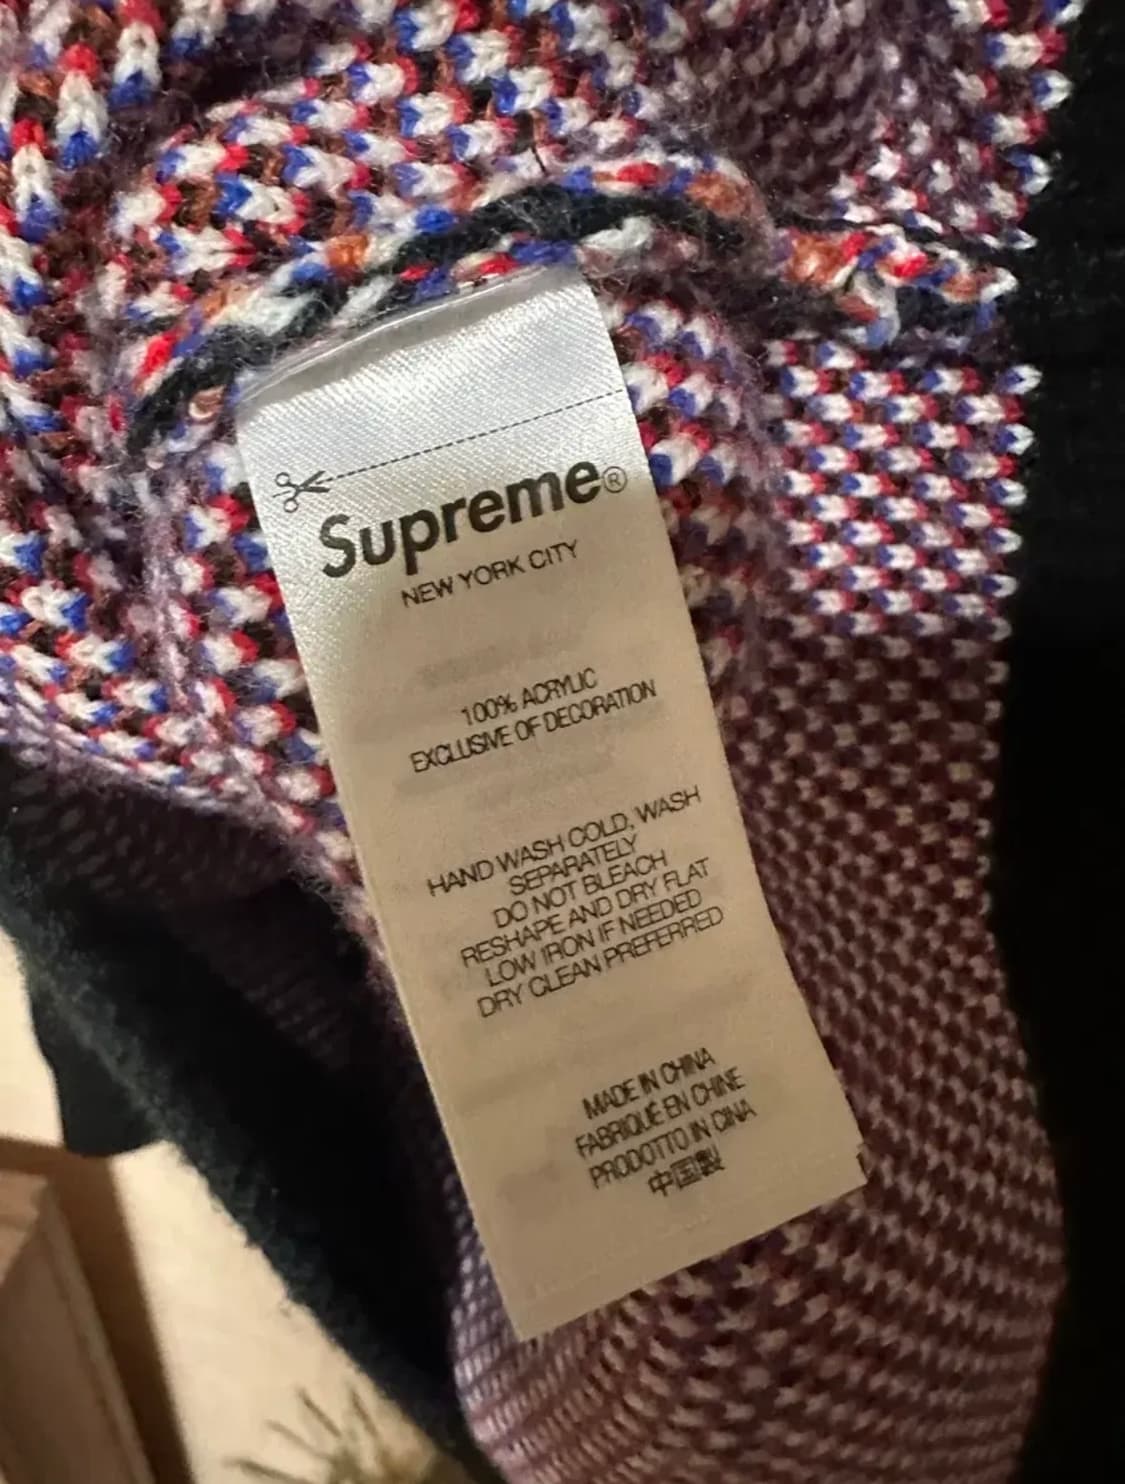 Supreme®
NEW YORK CITY
100% ACRYLIC
EXCLUSIVE OF DECORATION
HAND WASH COLD, WASH
SEPARATELY
DO NOT BLEACH
RESHAPE AND DRY FLAT
LOW IRON IF NEEDED
DRY CLEAN PREFERRED
MADE IN CHINA
FABRIQUÉ EN CHINE
PRODOTTO IN CINA
中国製